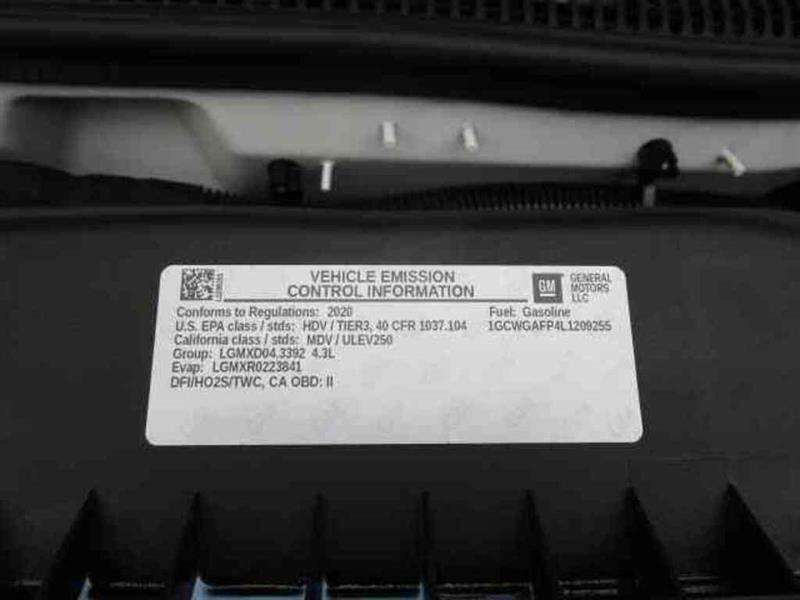 VEHICLE EMISSION
CONTROL INFORMATION
GM
GENERAL
MOTORS
LLC
Conforms to Regulations: 2020
Fuel: Gasoline
U.S. EPA class / stds: HDV / TIER3, 40 CFR 1037.104
1GCWGAFP4L1209255
California class / stds: MDV / ULEV250
Group: LGMXD04.3392 4.3L
Evap: LGMXR0223841
DFI/HO2S/TWC, CA OBD: II